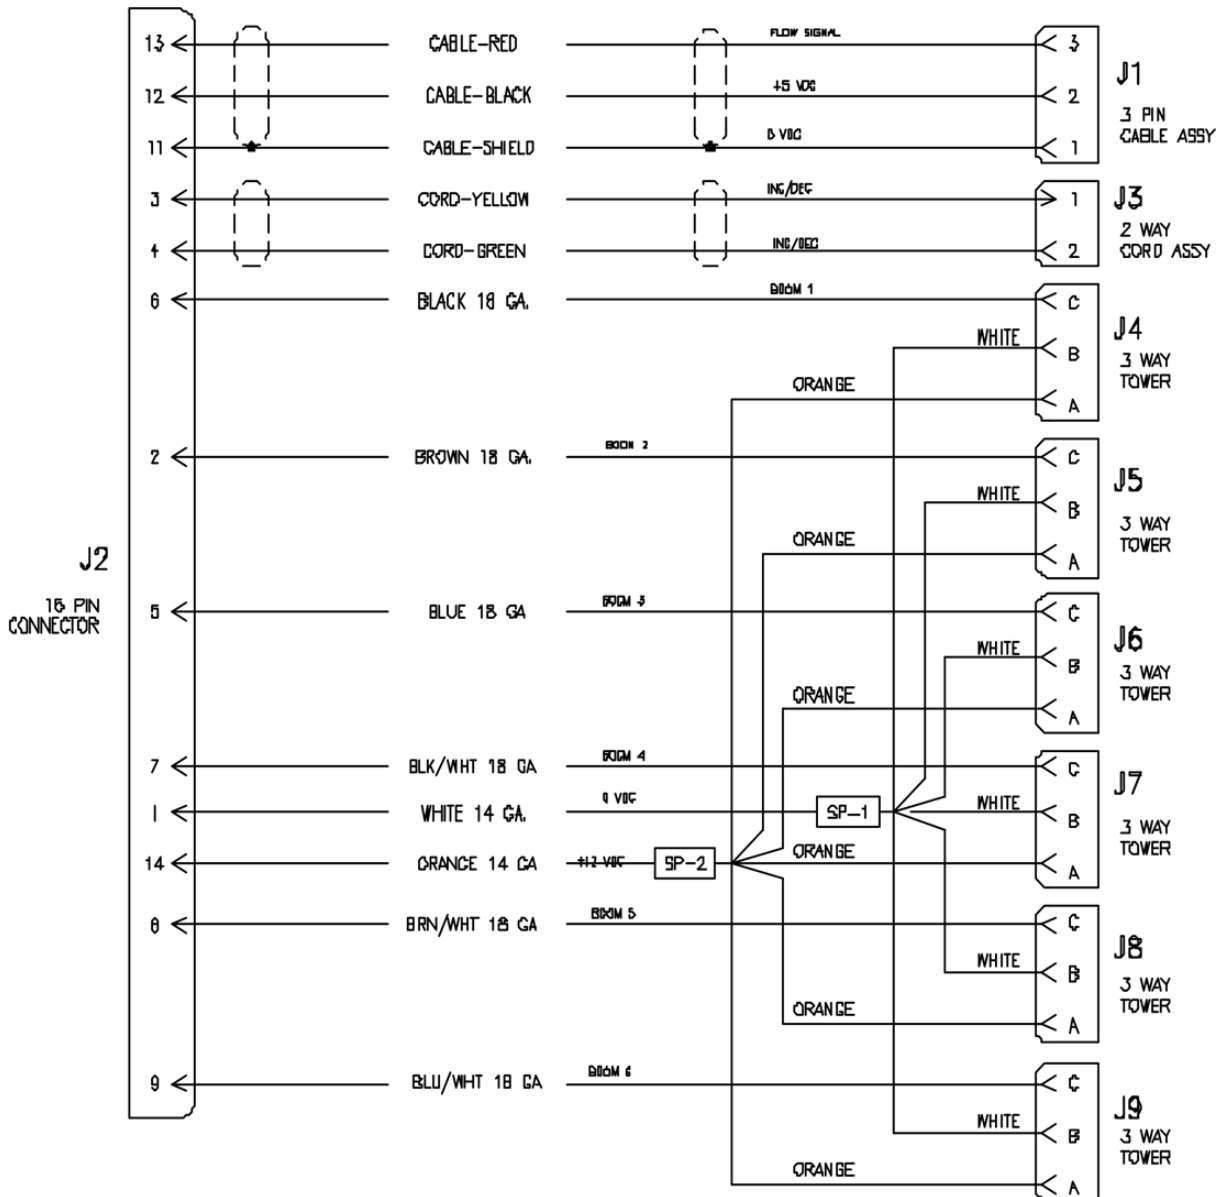 13 CABLE-RED FLOW SIGNAL 3
12 CABLE-BLACK +5 VDC 2
11 CABLE-SHIELD 0 VDC 1
J1
3 PIN
CABLE ASSY
3 CORD-YELLOW INC/DEC 1
4 CORD-GREEN INC/DEC 2
J3
2 WAY
CORD ASSY
6 BLACK 18 GA. BOOM 1 C
WHITE B
ORANGE A
J4
3 WAY
TOWER
2 BROWN 18 GA. BOOM 2 C
WHITE B
ORANGE A
J5
3 WAY
TOWER
J2
16 PIN
CONNECTOR
5 BLUE 18 GA BOOM 3 C
WHITE B
ORANGE A
J6
3 WAY
TOWER
7 BLK/WHT 18 GA BOOM 4 C
1 WHITE 14 GA. 0 VDC SP-1 WHITE B
14 ORANGE 14 GA +12 VDC SP-2 ORANGE A
J7
3 WAY
TOWER
8 BRN/WHT 18 GA BOOM 5 C
WHITE B
ORANGE A
J8
3 WAY
TOWER
9 BLU/WHT 18 GA BOOM 6 C
WHITE B
ORANGE A
J9
3 WAY
TOWER